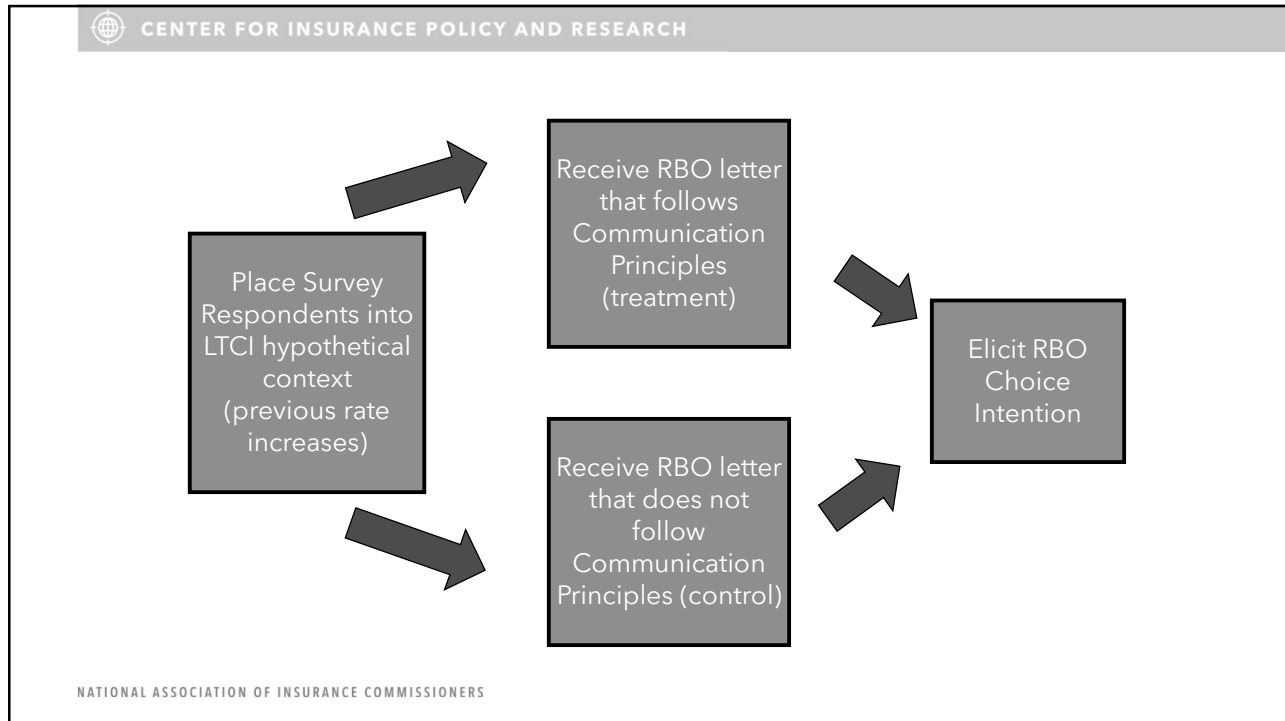 CENTER FOR INSURANCE POLICY AND RESEARCH
Place Survey
Respondents into
LTCI hypothetical
context
(previous rate
increases)
Receive RBO letter
that follows
Communication
Principles
(treatment)
Receive RBO letter
that does not
follow
Communication
Principles (control)
Elicit RBO
Choice
Intention
NATIONAL ASSOCIATION OF INSURANCE COMMISSIONERS